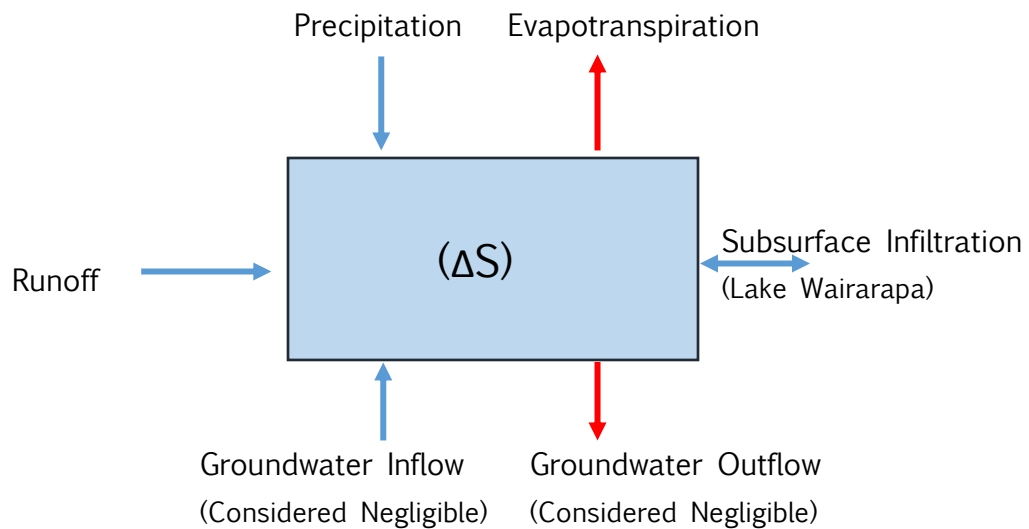 Precipitation
Evapotranspiration
(ΔS)
Subsurface Infiltration
(Lake Wairarapa)
Runoff
Groundwater Inflow
(Considered Negligible)
Groundwater Outflow
(Considered Negligible)